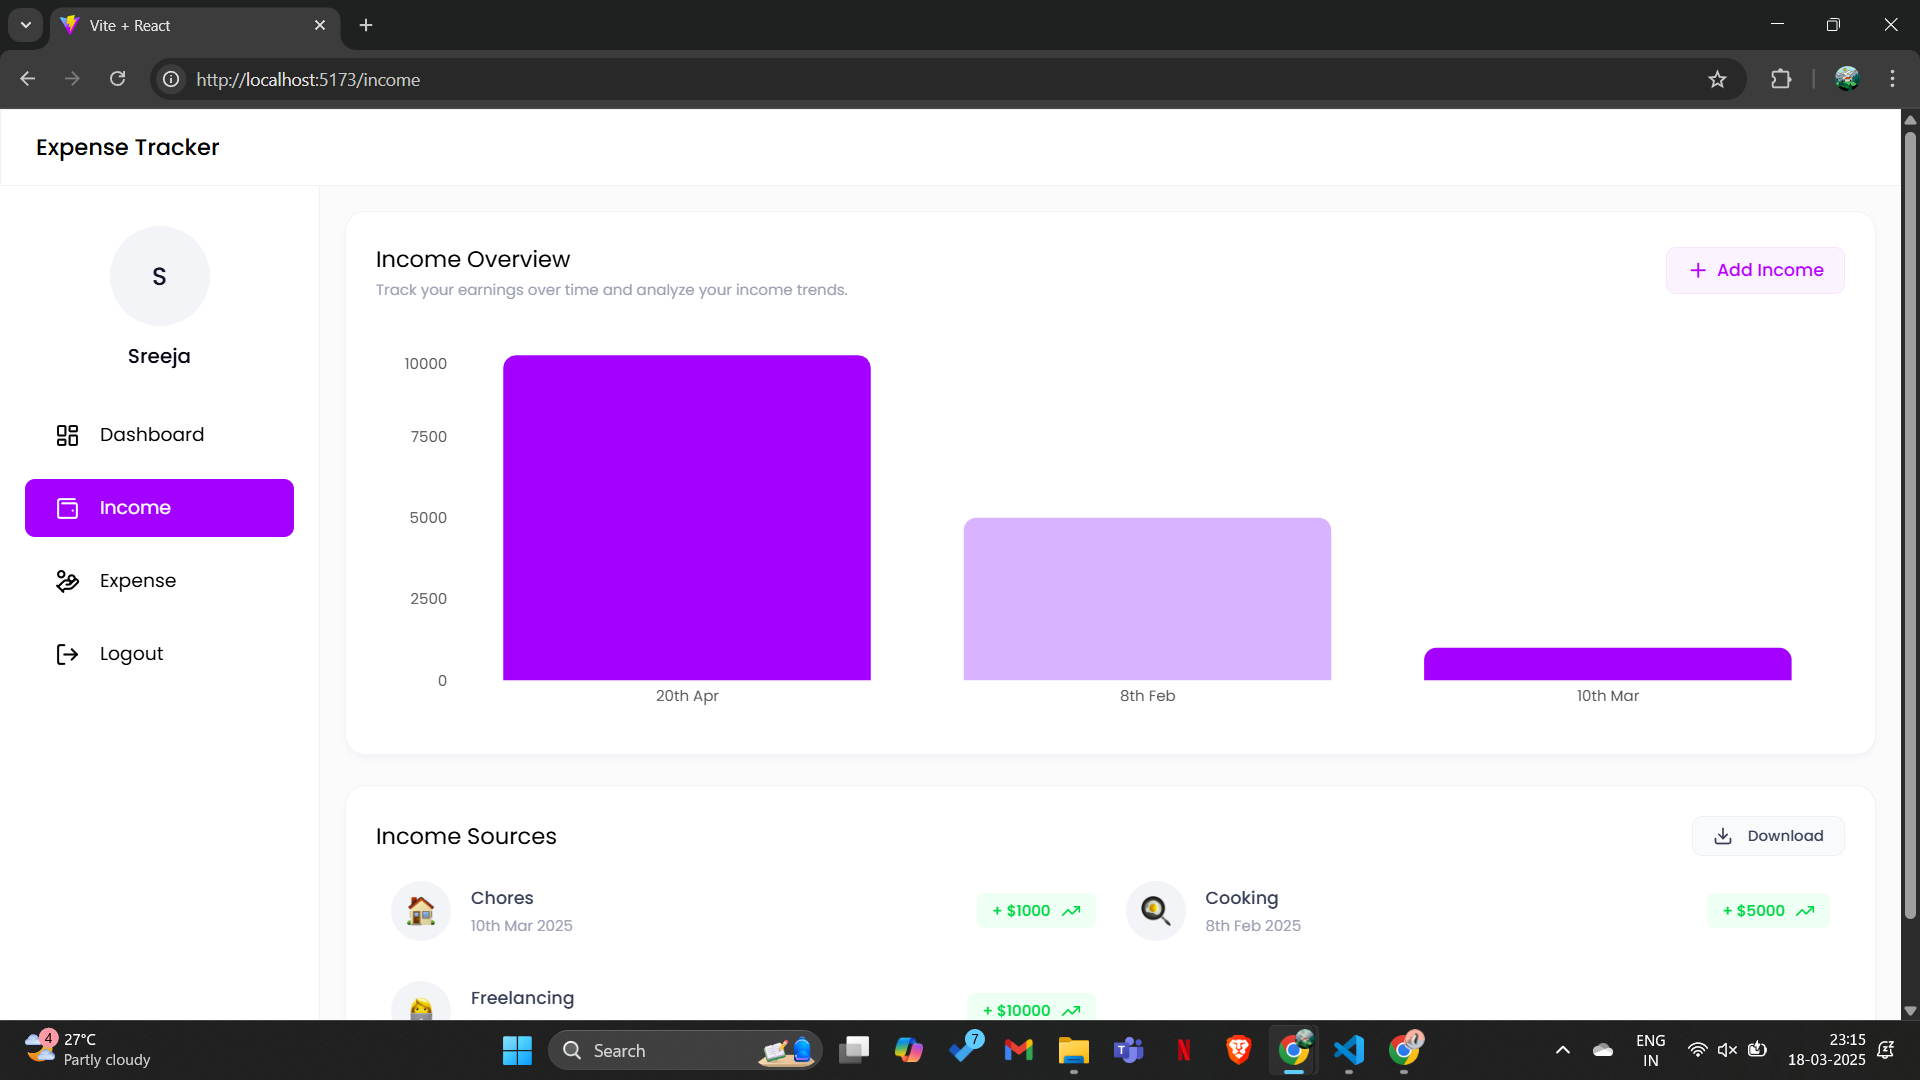 Vite + React
http://localhost:5173/income
Expense Tracker
S
Sreeja
Dashboard
Income
Expense
Logout
Income Overview
Track your earnings over time and analyze your income trends.
+ Add Income
10000
7500
5000
2500
0
20th Apr
8th Feb
10th Mar
Income Sources
Download
Chores
10th Mar 2025
+ $1000
Cooking
8th Feb 2025
+ $5000
Freelancing
+ $10000
4
27°C
Partly cloudy
Search
7
T
N
ENG
IN
23:15
18-03-2025